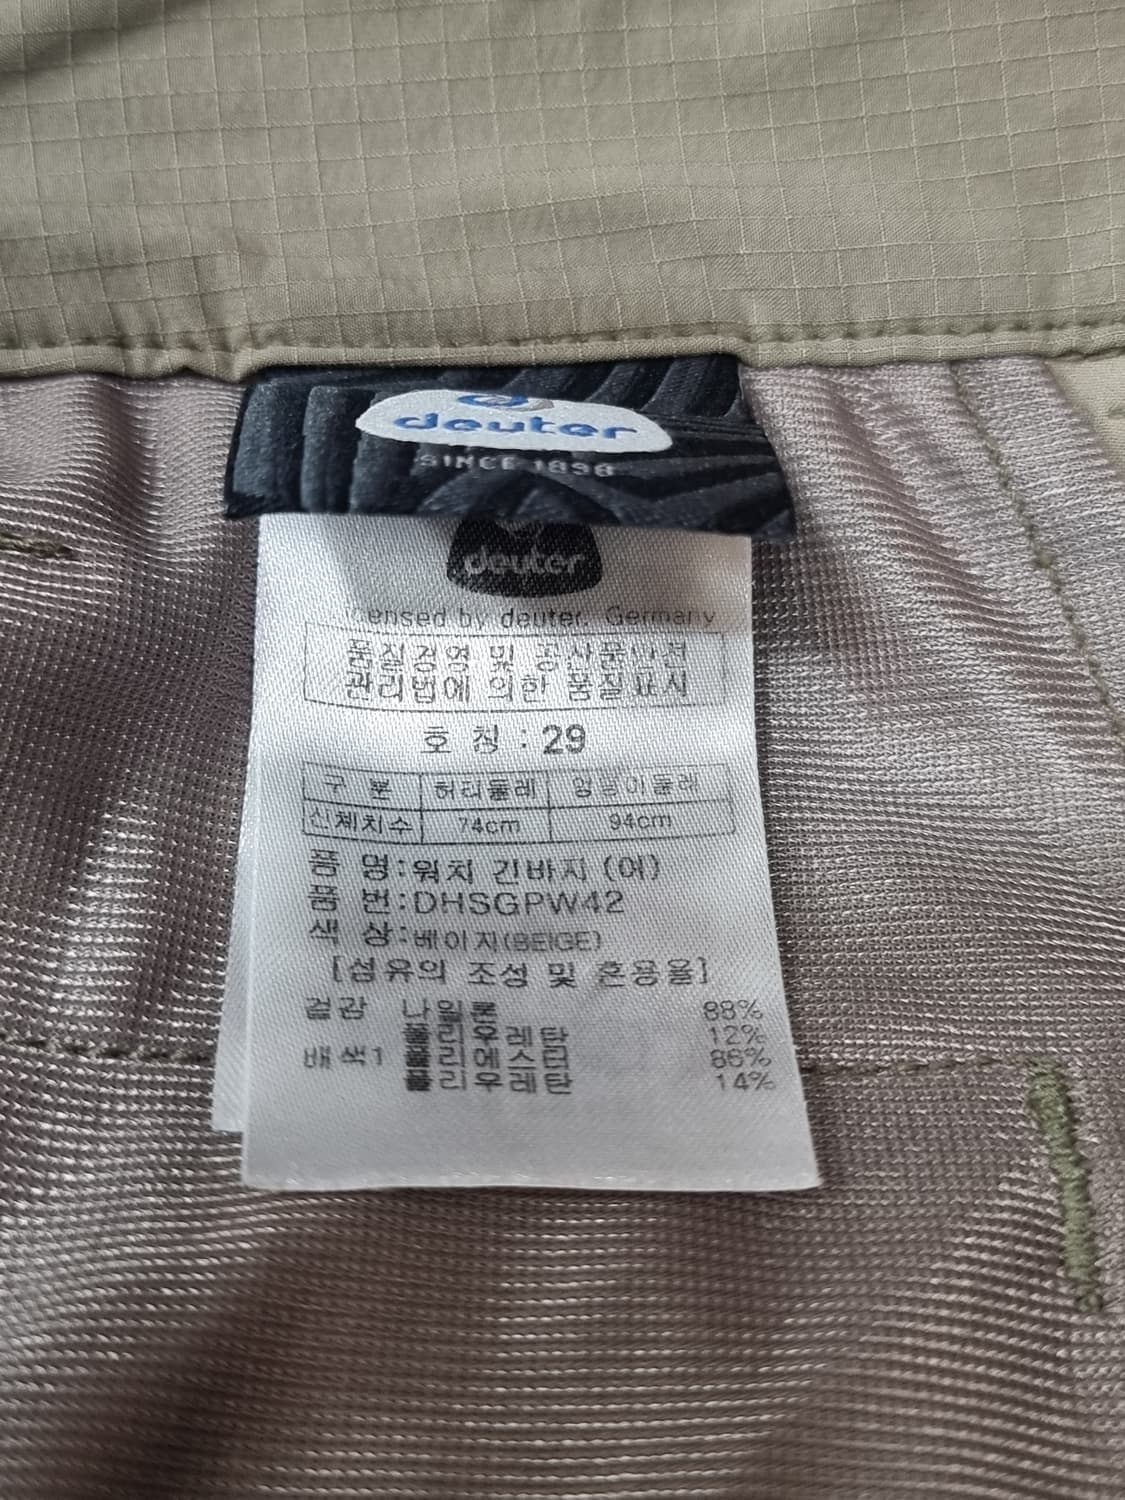 deuter
SINCE 1898
deuter
licensed by deuter. Germany
품질경영 및 공산품안전
관리법에 의한 품질표시
호 칭 : 29
구 분 허리둘레 엉덩이둘레
신체치수 74cm 94cm
품 명:워치 긴바지 (여)
품 번:DHSGPW42
색 상:베이지(BEIGE)
[섬유의 조성 및 혼용율]
겉감 나일론 88%
폴리우레탄 12%
배색1 폴리에스터 86%
폴리우레탄 14%